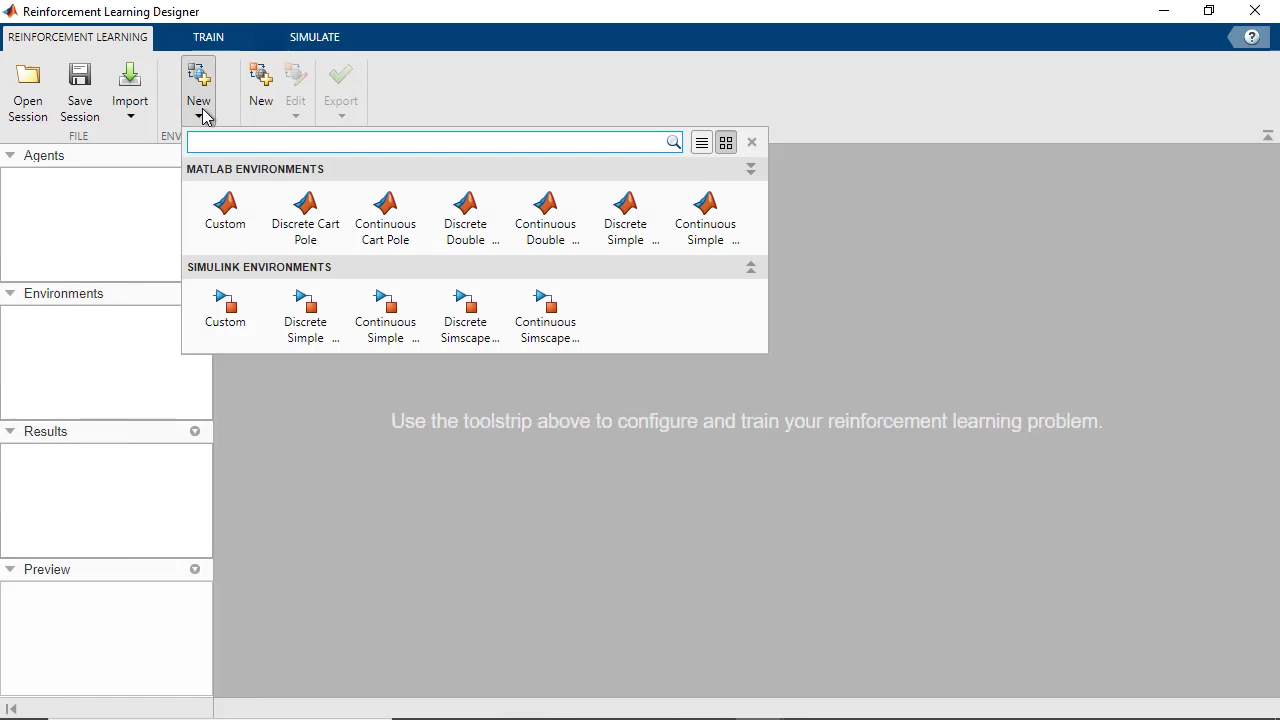 Reinforcement Learning Designer
REINFORCEMENT LEARNING
TRAIN
SIMULATE
?
Open
Session
Save
Session
Import
New
New
Edit
Export
FILE
ENV
MATLAB ENVIRONMENTS
Custom
Discrete Cart
Pole
Continuous
Cart Pole
Discrete
Double ...
Continuous
Double ...
Discrete
Simple ...
Continuous
Simple ...
SIMULINK ENVIRONMENTS
Custom
Discrete
Simple ...
Continuous
Simple ...
Discrete
Simscape...
Continuous
Simscape...
Agents
Environments
Results
Preview
Use the toolstrip above to configure and train your reinforcement learning problem.